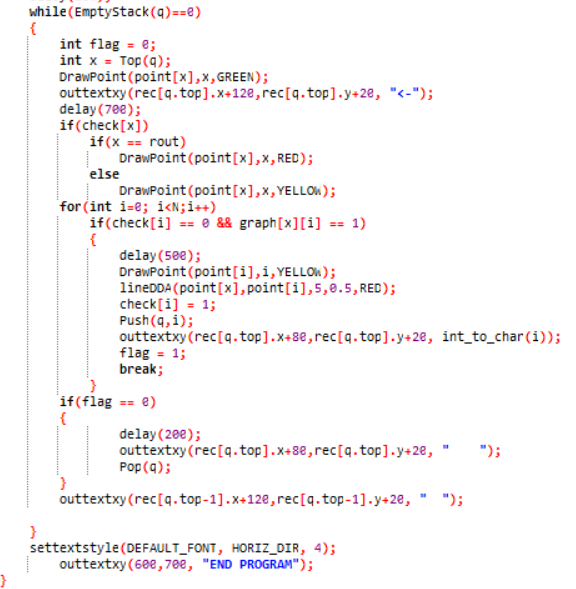 while(EmptyStack(q)==0)
{
int flag = 0;
int x = Top(q);
DrawPoint(point[x],x,GREEN);
outtextxy(rec[q.top].x+120,rec[q.top].y+20, "<-");
delay(700);
if(check[x])
if(x == rout)
DrawPoint(point[x],x,RED);
else
DrawPoint(point[x],x,YELLOW);
for(int i=0; i<N;i++)
if(check[i] == 0 && graph[x][i] == 1)
{
delay(500);
DrawPoint(point[i],i,YELLOW);
lineDDA(point[x],point[i],5,0.5,RED);
check[i] = 1;
Push(q,i);
outtextxy(rec[q.top].x+80,rec[q.top].y+20, int_to_char(i));
flag = 1;
break;
}
if(flag == 0)
{
delay(200);
outtextxy(rec[q.top].x+80,rec[q.top].y+20, "    ");
Pop(q);
}
outtextxy(rec[q.top-1].x+120,rec[q.top-1].y+20, "  ");
}
settextstyle(DEFAULT_FONT, HORIZ_DIR, 4);
outtextxy(600,700, "END PROGRAM");
}